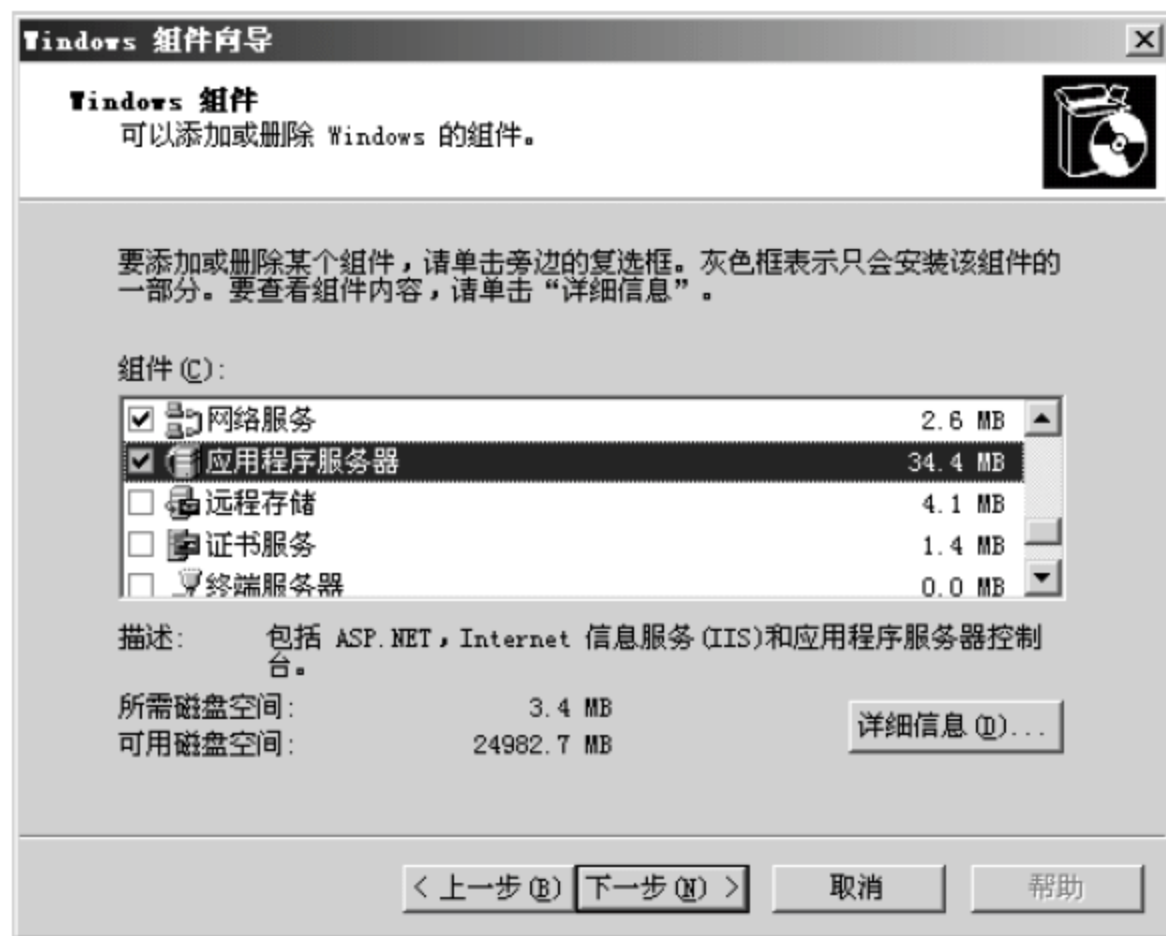 Windows 组件向导
Windows 组件
可以添加或删除 Windows 的组件。
要添加或删除某个组件，请单击旁边的复选框。灰色框表示只会安装该组件的
一部分。要查看组件内容，请单击“详细信息”。
组件(C):
网络服务 2.6 MB
应用程序服务器 34.4 MB
远程存储 4.1 MB
证书服务 1.4 MB
终端服务器 0.0 MB
描述: 包括 ASP.NET，Internet 信息服务(IIS)和应用程序服务器控制
台。
所需磁盘空间: 3.4 MB
可用磁盘空间: 24982.7 MB
详细信息(D)...
< 上一步(B) 下一步(N) > 取消 帮助